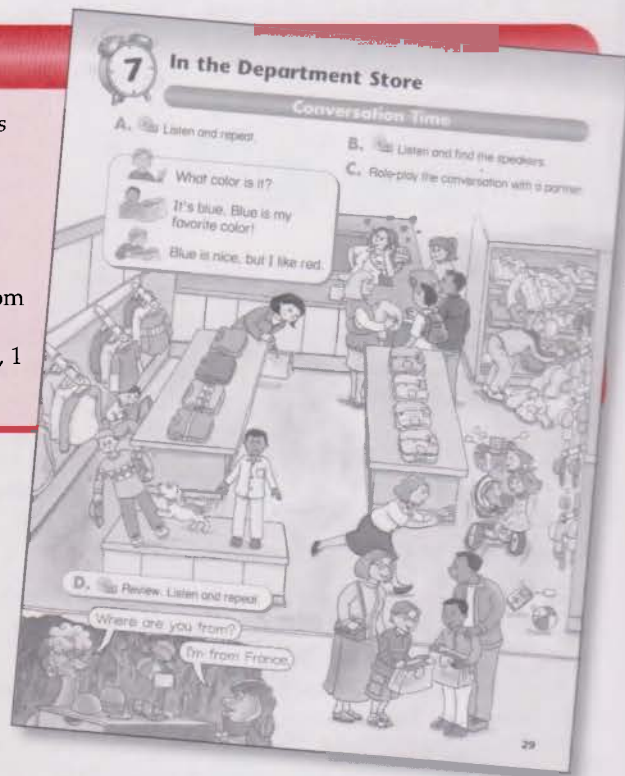 s
om
, 1
7 In the Department Store
Conversation Time
A. Listen and repeat.
B. Listen and find the speakers.
C. Role-play the conversation with a partner.
What color is it?
It's blue. Blue is my
favorite color!
Blue is nice, but I like red.
D. Review. Listen and repeat.
Where are you from?
I'm from France.
29